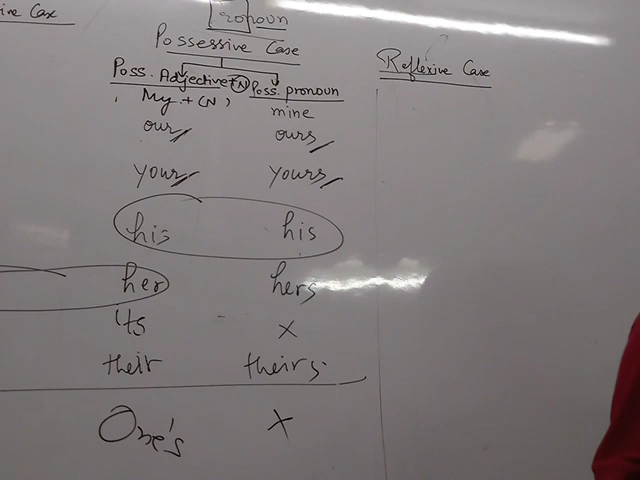 ive Case
Pronoun
Possessive Case
Reflexive Case
Poss. Adjective + N Poss. pronoun
My + (N) mine
our ours
your yours
his his
her hers
Its x
their theirs
One's x